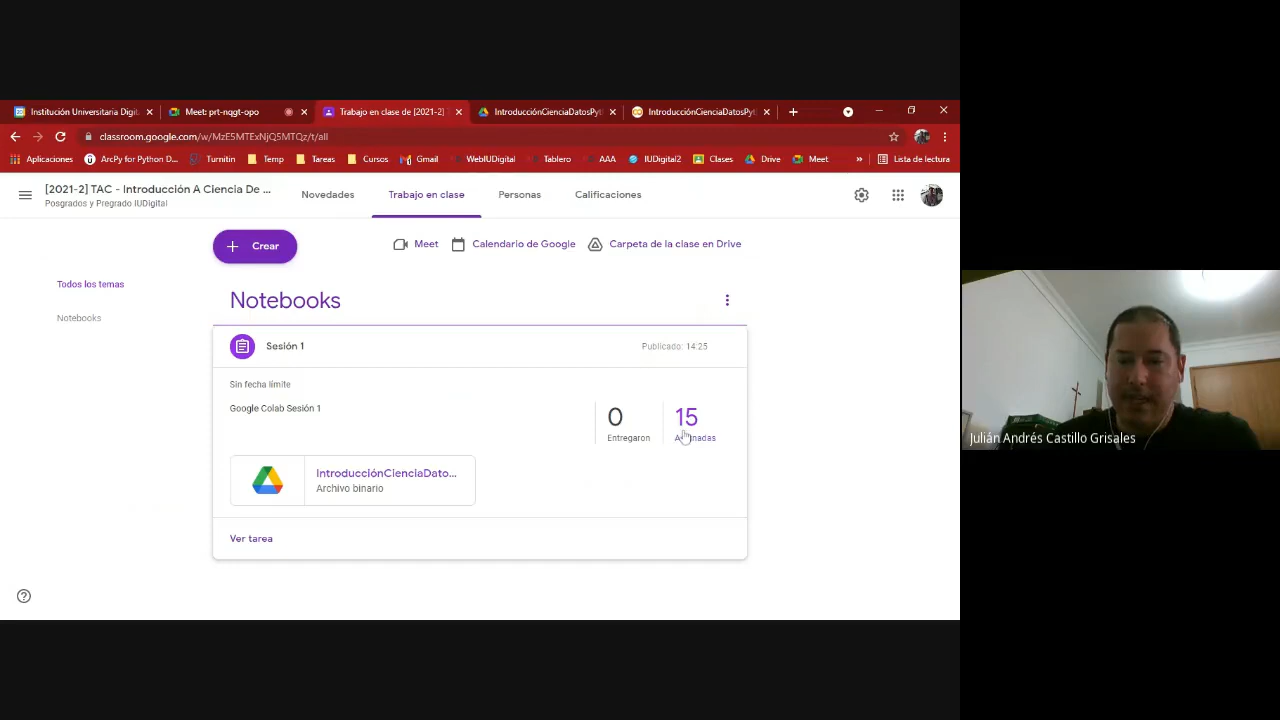 Institución Universitaria Digit
Meet: prt-nqgt-opo
Trabajo en clase de [2021-2]
IntroducciónCienciaDatosPyt
IntroducciónCienciaDatosPyt
classroom.google.com/w/MzE5MTExNjQ5MTQz/t/all
Aplicaciones
ArcPy for Python D...
Turnitin
Temp
Tareas
Cursos
Gmail
WebIUDigital
Tablero
AAA
IUDigital2
Clases
Drive
Meet
»
Lista de lectura
[2021-2] TAC - Introducción A Ciencia De ...
Posgrados y Pregrado IUDigital
Novedades
Trabajo en clase
Personas
Calificaciones
Crear
Meet
Calendario de Google
Carpeta de la clase en Drive
Todos los temas
Notebooks
Notebooks
Sesión 1
Publicado: 14:25
Sin fecha límite
Google Colab Sesión 1
0
Entregaron
15
IntroducciónCienciaDato...
Archivo binario
Ver tarea
Julián Andrés Castillo Grisales